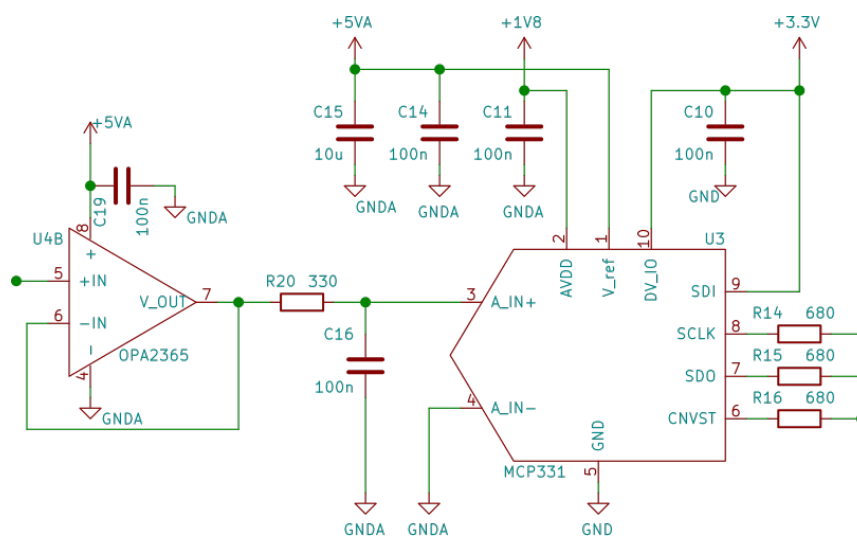 +5VA
+1V8
+3.3V
C15
C14
C11
C10
10u
100n
100n
100n
GNDA
GNDA
GNDA
GND
+5VA
C19
100n
GNDA
U4B
8
+
5
+IN
V_OUT
7
6
-IN
-
OPA2365
4
GNDA
R20 330
C16
100n
GNDA
2
1
10
U3
AVDD
V_ref
DV_IO
3
A_IN+
4
A_IN-
GNDA
SDI
9
SCLK
8
R14 680
SDO
7
R15 680
CNVST
6
R16 680
GND
MCP331
5
GND